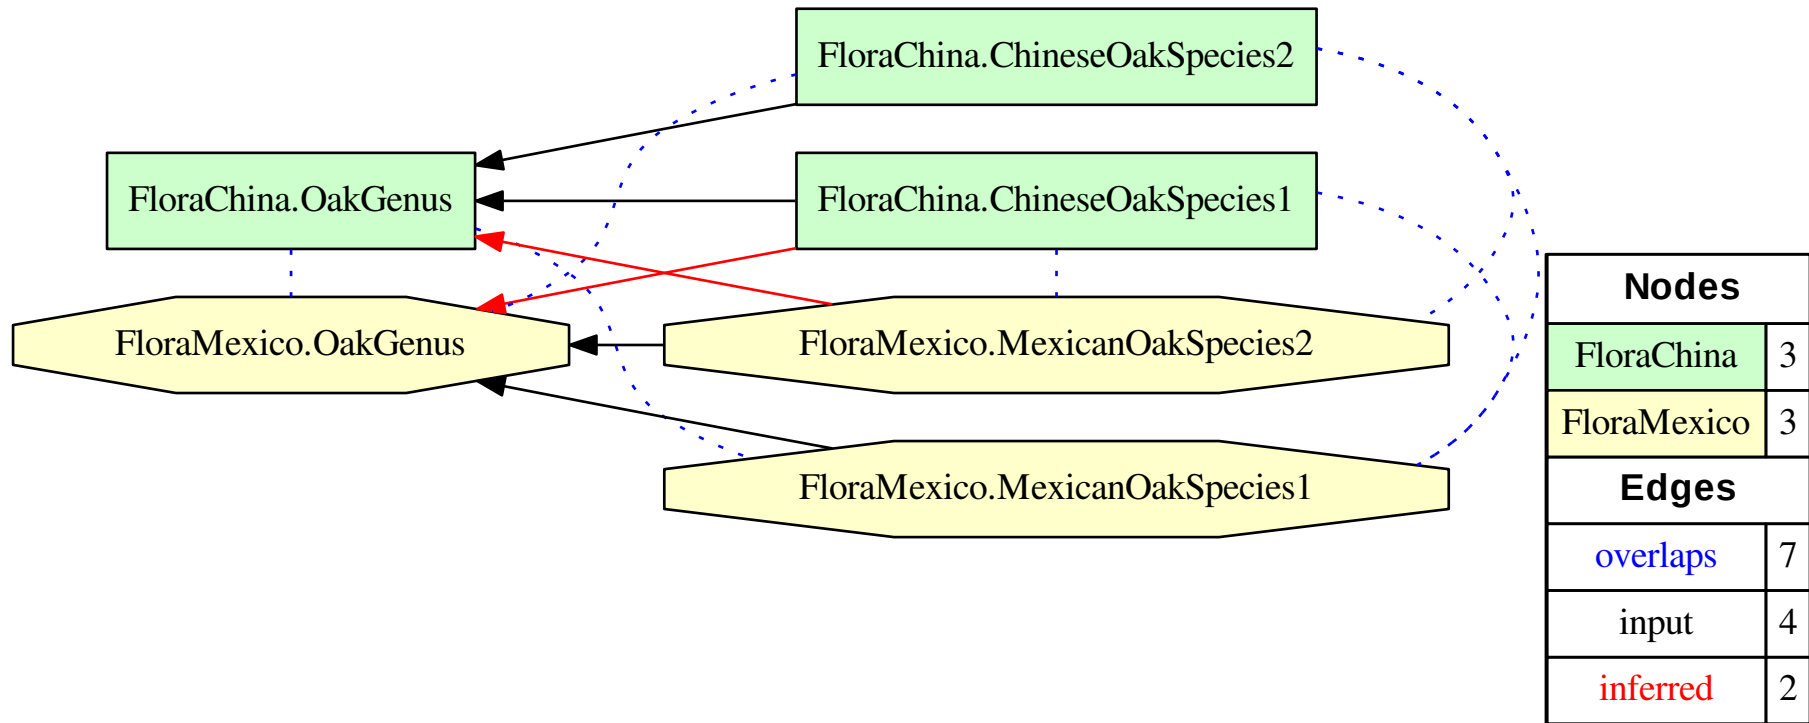 FloraChina.ChineseOakSpecies2
FloraChina.OakGenus
FloraChina.ChineseOakSpecies1
FloraMexico.OakGenus
FloraMexico.MexicanOakSpecies2
FloraMexico.MexicanOakSpecies1
Nodes
FloraChina 3
FloraMexico 3
Edges
overlaps 7
input 4
inferred 2